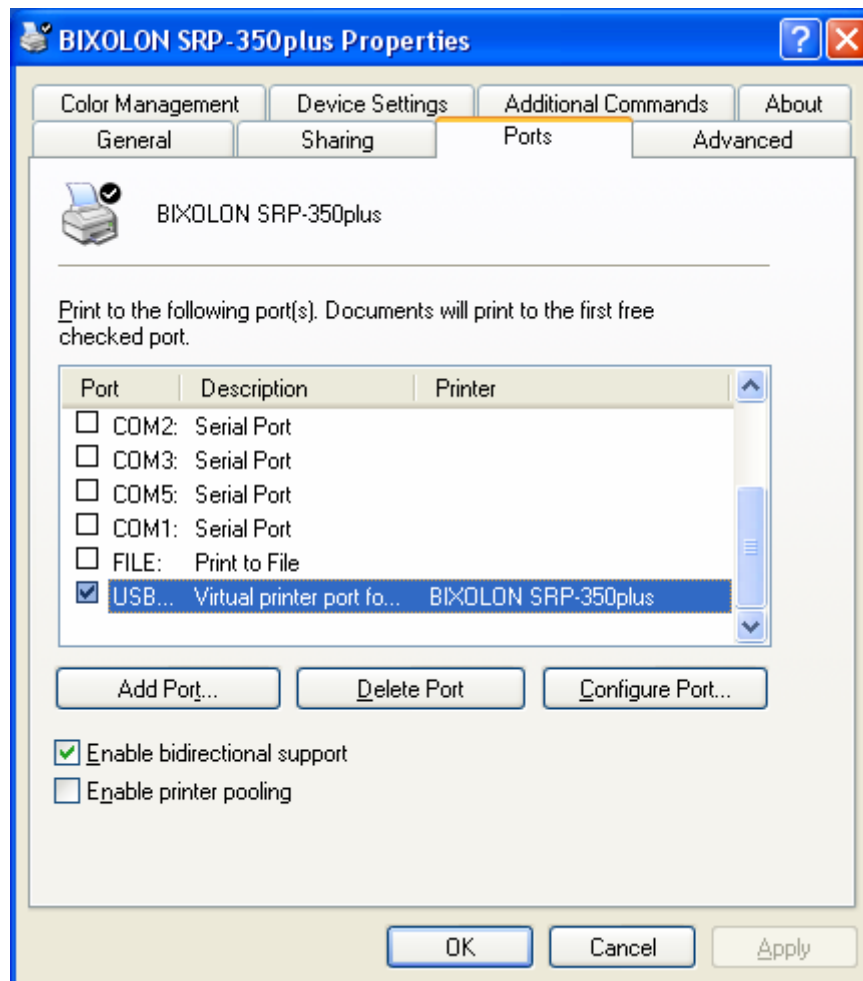 BIXOLON SRP-350plus Properties
Color Management Device Settings Additional Commands About
General Sharing Ports Advanced
BIXOLON SRP-350plus
Print to the following port(s). Documents will print to the first free
checked port.
Port Description Printer
COM2: Serial Port
COM3: Serial Port
COM5: Serial Port
COM1: Serial Port
FILE: Print to File
USB... Virtual printer port fo... BIXOLON SRP-350plus
Add Port... Delete Port Configure Port...
Enable bidirectional support
Enable printer pooling
OK Cancel Apply